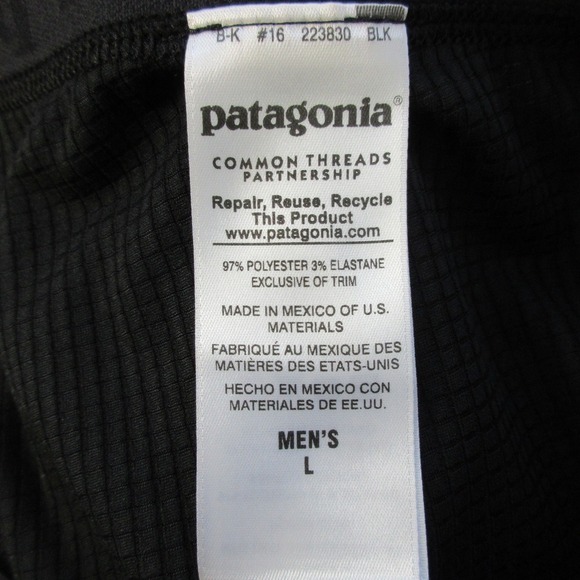 B-K #16 223830 BLK
patagonia®
COMMON THREADS
PARTNERSHIP
Repair, Reuse, Recycle
This Product
www.patagonia.com
97% POLYESTER 3% ELASTANE
EXCLUSIVE OF TRIM
MADE IN MEXICO OF U.S.
MATERIALS
FABRIQUÉ AU MEXIQUE DES
MATIÈRES DES ETATS-UNIS
HECHO EN MEXICO CON
MATERIALES DE EE.UU.
MEN'S
L